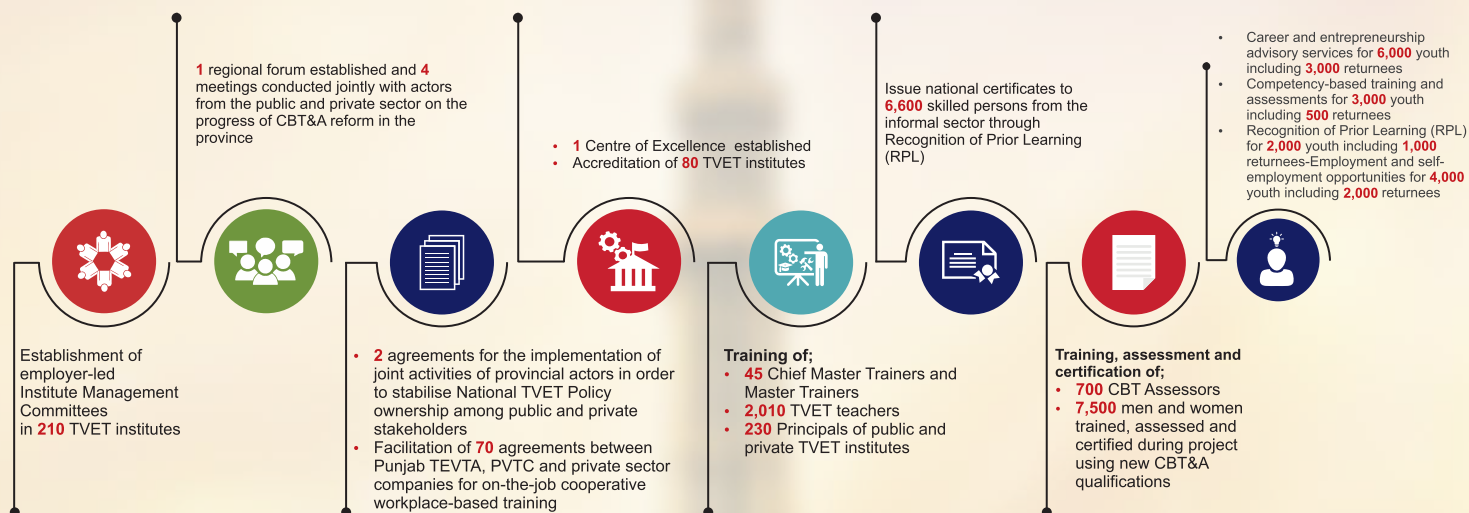 1 regional forum established and 4
meetings conducted jointly with actors
from the public and private sector on the
progress of CBT&A reform in the
province
• 1 Centre of Excellence established
• Accreditation of 80 TVET institutes
Issue national certificates to
6,600 skilled persons from the
informal sector through
Recognition of Prior Learning
(RPL)
• Career and entrepreneurship
advisory services for 6,000 youth
including 3,000 returnees
• Competency-based training and
assessments for 3,000 youth
including 500 returnees
• Recognition of Prior Learning (RPL)
for 2,000 youth including 1,000
returnees-Employment and self-
employment opportunities for 4,000
youth including 2,000 returnees
Establishment of
employer-led
Institute Management
Committees
in 210 TVET institutes
• 2 agreements for the implementation of
joint activities of provincial actors in order
to stabilise National TVET Policy
ownership among public and private
stakeholders
• Facilitation of 70 agreements between
Punjab TEVTA, PVTC and private sector
companies for on-the-job cooperative
workplace-based training
Training of;
• 45 Chief Master Trainers and
Master Trainers
• 2,010 TVET teachers
• 230 Principals of public and
private TVET institutes
Training, assessment and
certification of;
• 700 CBT Assessors
• 7,500 men and women
trained, assessed and
certified during project
using new CBT&A
qualifications